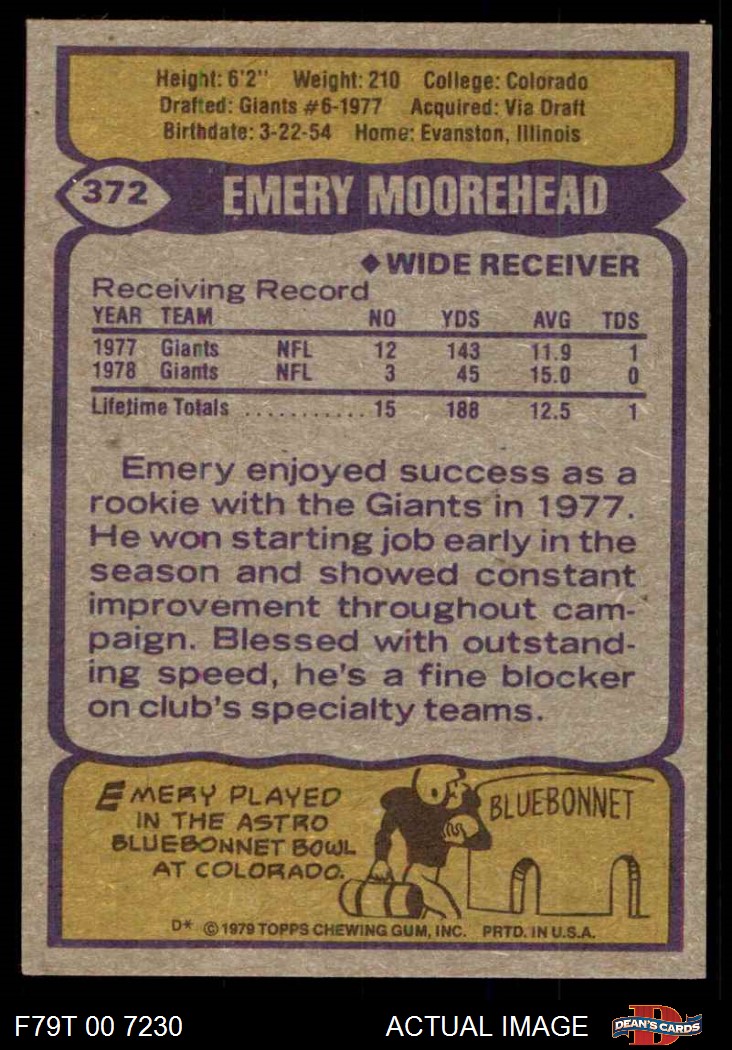 Height: 6'2" Weight: 210 College: Colorado
Drafted: Giants #6-1977 Acquired: Via Draft
Birthdate: 3-22-54 Home: Evanston, Illinois
372 EMERY MOOREHEAD
◆ WIDE RECEIVER
Receiving Record
YEAR TEAM NO YDS AVG TDS
1977 Giants NFL 12 143 11.9 1
1978 Giants NFL 3 45 15.0 0
Lifetime Totals ........... 15 188 12.5 1
Emery enjoyed success as a
rookie with the Giants in 1977.
He won starting job early in the
season and showed constant
improvement throughout cam-
paign. Blessed with outstand-
ing speed, he's a fine blocker
on club's specialty teams.
EMERY PLAYED
IN THE ASTRO
BLUEBONNET BOWL
AT COLORADO.
BLUEBONNET
D* © 1979 TOPPS CHEWING GUM, INC. PRTD. IN U.S.A.
F79T 00 7230 ACTUAL IMAGE D DEAN'S CARDS